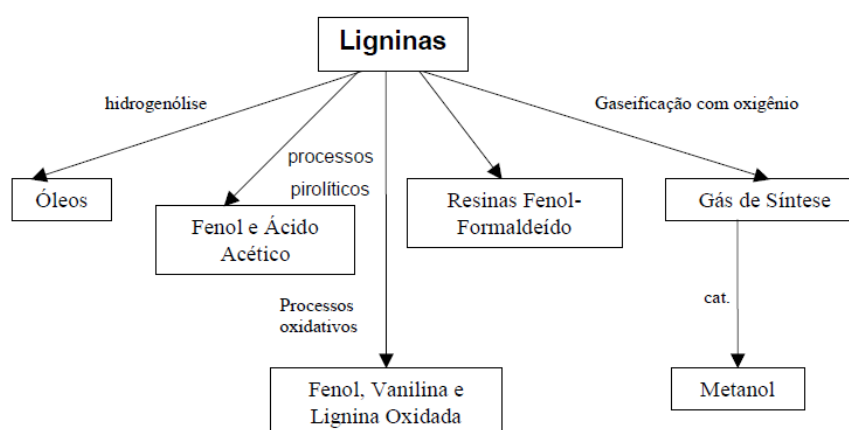 Ligninas
hidrogenólise
Gaseificação com oxigênio
processos
pirolíticos
Óleos
Fenol e Ácido
Acético
Resinas Fenol-
Formaldeído
Gás de Síntese
Processos
oxidativos
cat.
Fenol, Vanilina e
Lignina Oxidada
Metanol